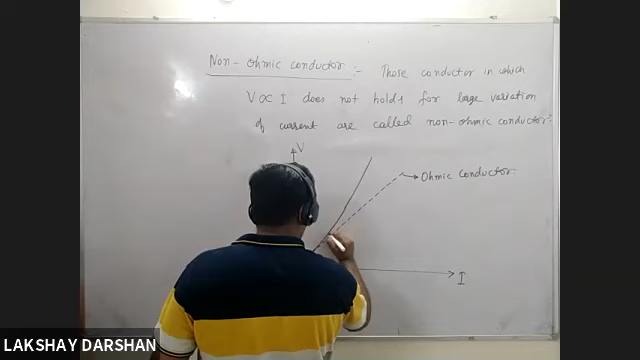 Non-ohmic conductor :- Those conductor in which
V ∝ I does not holds for large variation
of current are called non-ohmic conductor.
V
Ohmic conductor
I
LAKSHAY DARSHAN